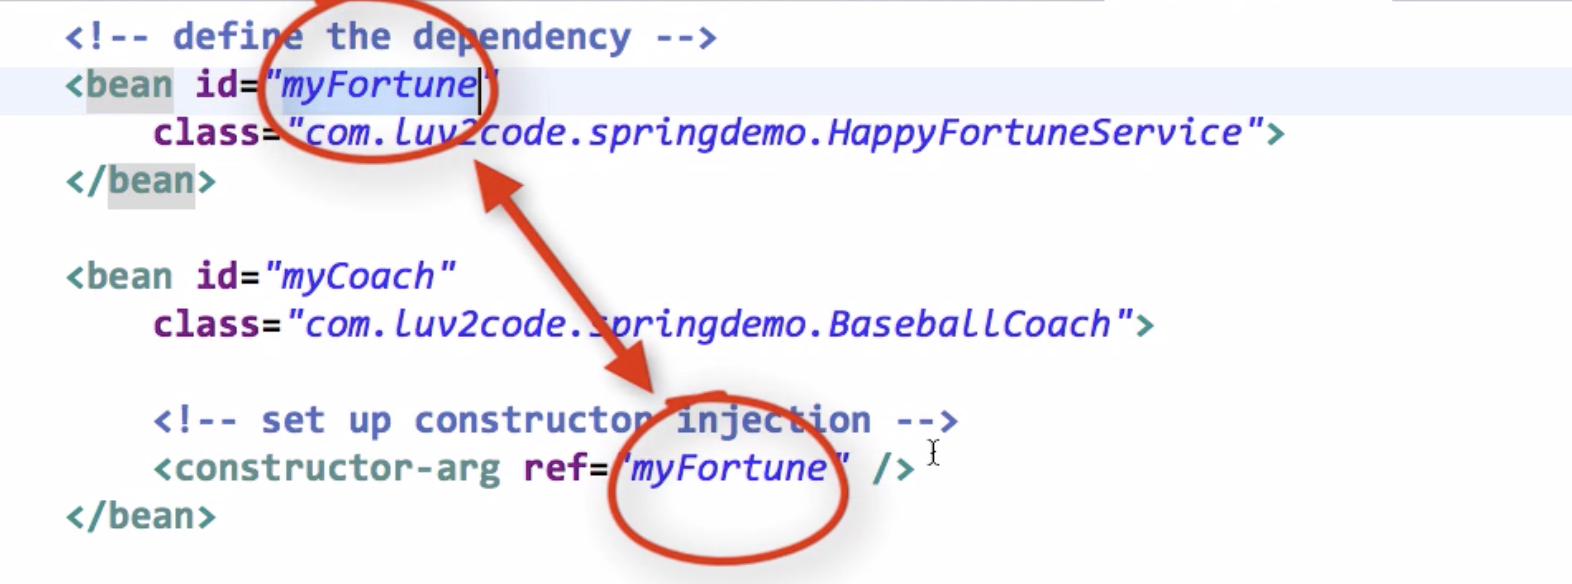 <!-- define the dependency -->
<bean id="myFortune"
class="com.luv2code.springdemo.HappyFortuneService">
</bean>
<bean id="myCoach"
class="com.luv2code.springdemo.BaseballCoach">
<!-- set up constructor injection -->
<constructor-arg ref="myFortune" />
</bean>